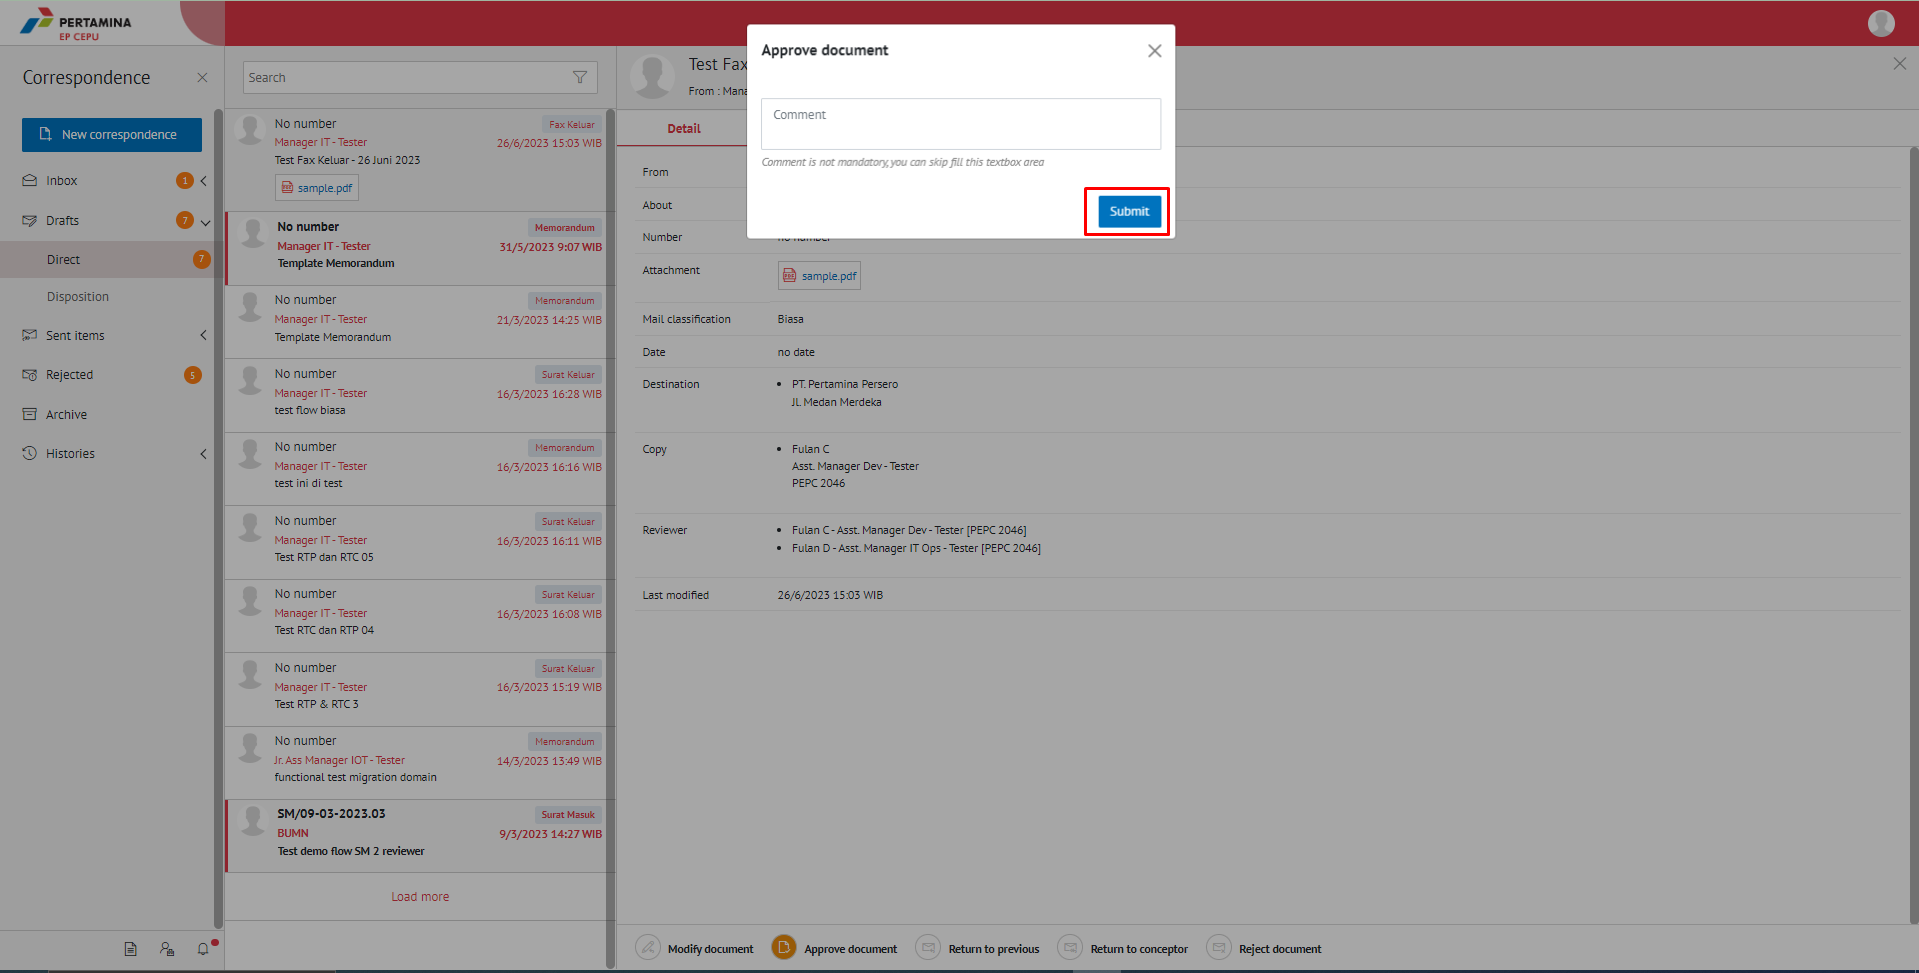 PERTAMINA
EP CEPU
Correspondence
New correspondence
Inbox
1
Drafts
7
Direct
7
Disposition
Sent items
Rejected
5
Archive
Histories
Search
No number
Fax Keluar
Manager IT - Tester
26/6/2023 15:03 WIB
Test Fax Keluar - 26 Juni 2023
sample.pdf
No number
Memorandum
Manager IT - Tester
31/5/2023 9:07 WIB
Template Memorandum
No number
Memorandum
Manager IT - Tester
21/3/2023 14:25 WIB
Template Memorandum
No number
Surat Keluar
Manager IT - Tester
16/3/2023 16:28 WIB
test flow biasa
No number
Memorandum
Manager IT - Tester
16/3/2023 16:16 WIB
test ini di test
No number
Surat Keluar
Manager IT - Tester
16/3/2023 16:11 WIB
Test RTP dan RTC 05
No number
Surat Keluar
Manager IT - Tester
16/3/2023 16:08 WIB
Test RTC dan RTP 04
No number
Surat Keluar
Manager IT - Tester
16/3/2023 15:19 WIB
Test RTP & RTC 3
No number
Memorandum
Jr. Ass Manager IOT - Tester
14/3/2023 13:49 WIB
functional test migration domain
SM/09-03-2023.03
Surat Masuk
BUMN
9/3/2023 14:27 WIB
Test demo flow SM 2 reviewer
Load more
Test Fax
From : Mana
Detail
Approve document
Comment
Comment is not mandatory, you can skip fill this textbox area
Submit
From
About
Number
no number
Attachment
sample.pdf
Mail classification
Biasa
Date
no date
Destination
• PT. Pertamina Persero
JL. Medan Merdeka
Copy
• Fulan C
Asst. Manager Dev - Tester
PEPC 2046
Reviewer
• Fulan C - Asst. Manager Dev - Tester [PEPC 2046]
• Fulan D - Asst. Manager IT Ops - Tester [PEPC 2046]
Last modified
26/6/2023 15:03 WIB
Modify document
Approve document
Return to previous
Return to conceptor
Reject document